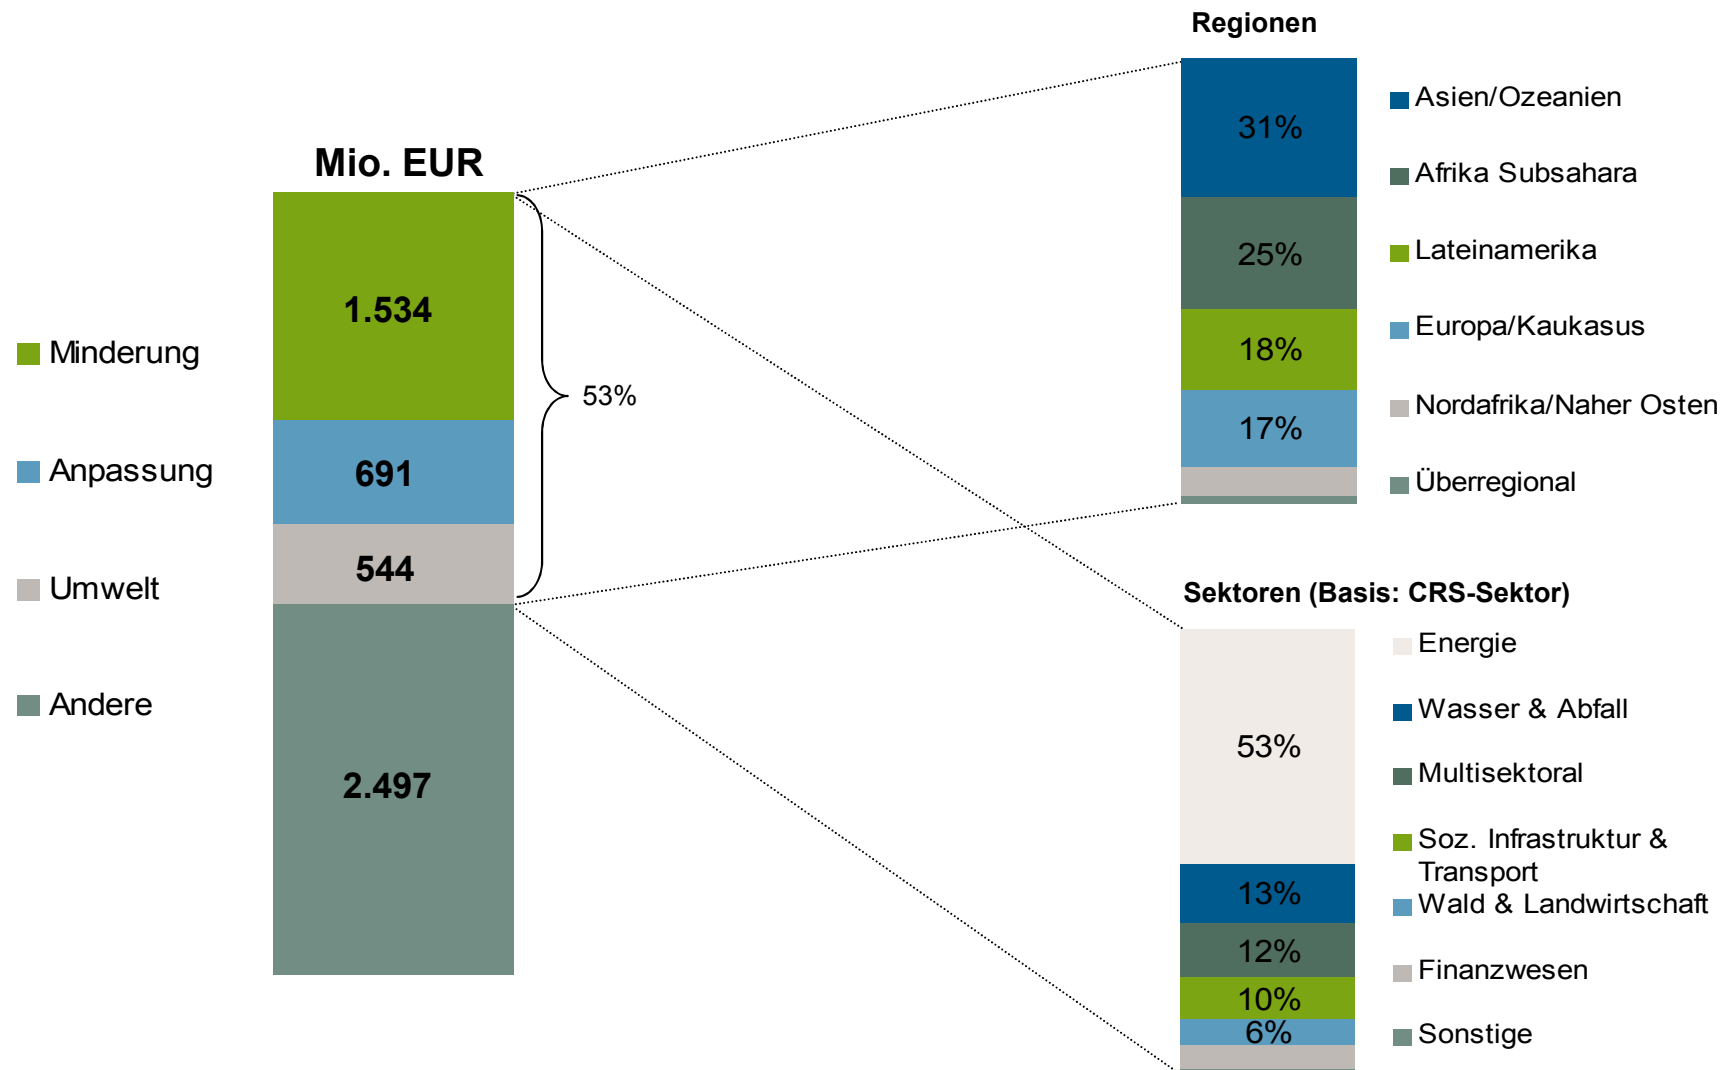 Mio. EUR
1.534
691
544
2.497
53%
Minderung
Anpassung
Umwelt
Andere
Regionen
31%
25%
18%
17%
Asien/Ozeanien
Afrika Subsahara
Lateinamerika
Europa/Kaukasus
Nordafrika/Naher Osten
Überregional
Sektoren (Basis: CRS-Sektor)
53%
13%
12%
10%
6%
Energie
Wasser & Abfall
Multisektoral
Soz. Infrastruktur &
Transport
Wald & Landwirtschaft
Finanzwesen
Sonstige